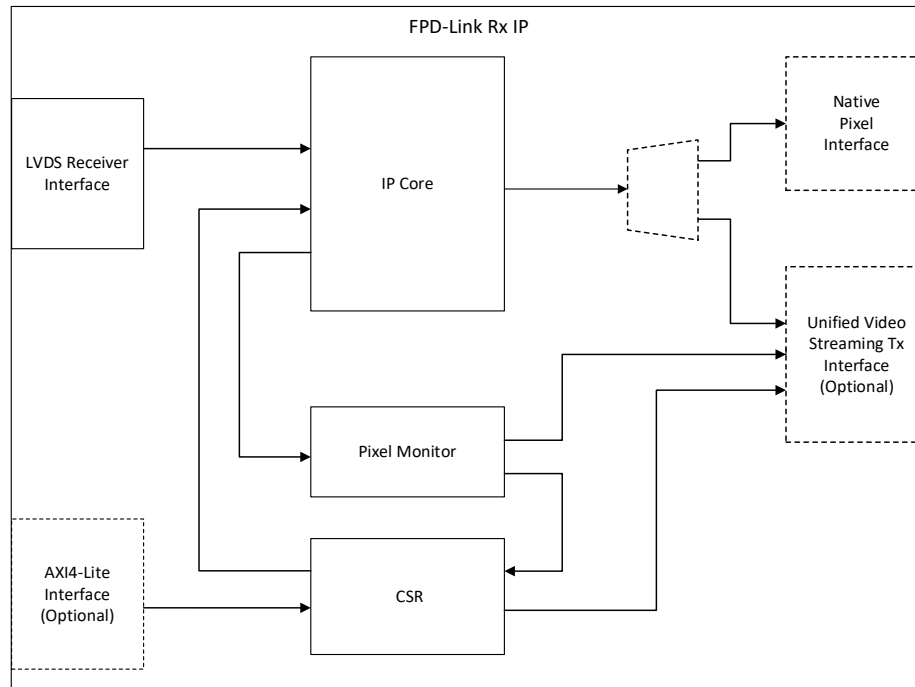 FPD-Link Rx IP
LVDS Receiver
Interface
IP Core
Native
Pixel
Interface
Unified Video
Streaming Tx
Interface
(Optional)
Pixel Monitor
AXI4-Lite
Interface
(Optional)
CSR